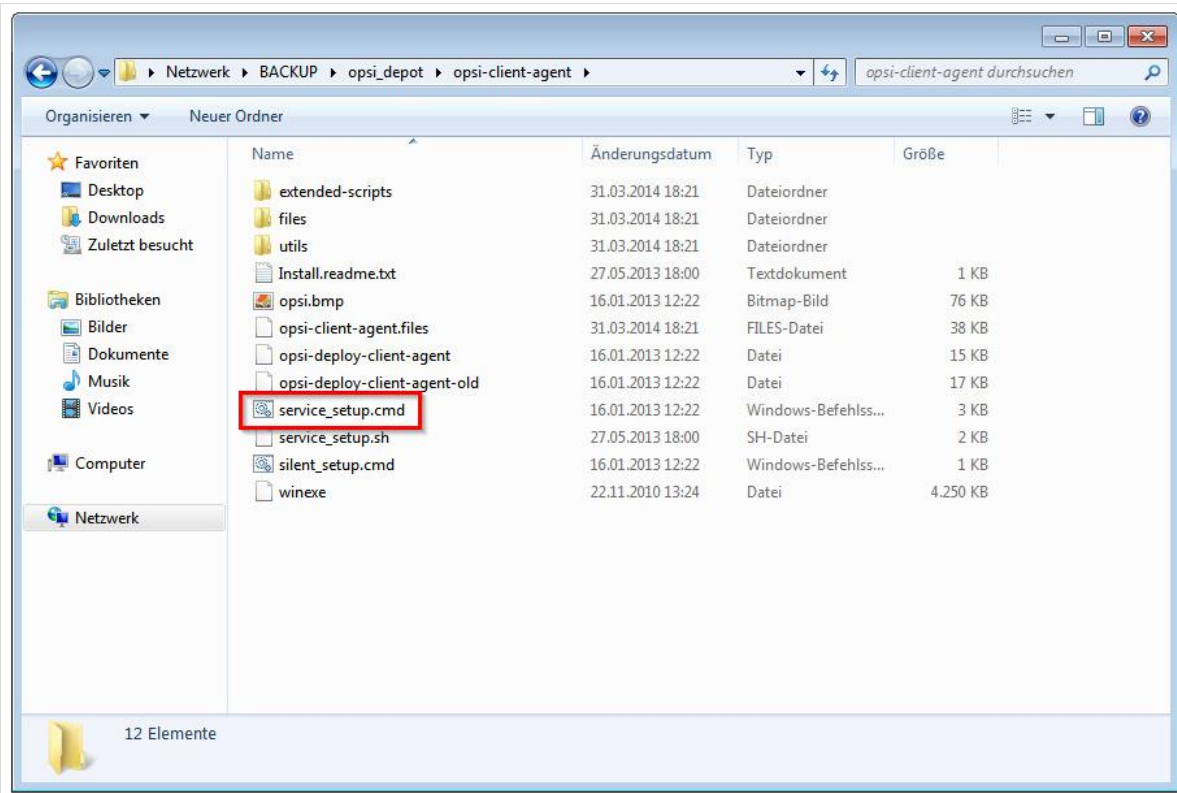 Netzwerk BACKUP opsi_depot opsi-client-agent opsi-client-agent durchsuchen
Organisieren Neuer Ordner
Favoriten
Desktop
Downloads
Zuletzt besucht
Bibliotheken
Bilder
Dokumente
Musik
Videos
Computer
Netzwerk
Name Änderungsdatum Typ Größe
extended-scripts 31.03.2014 18:21 Dateiordner
files 31.03.2014 18:21 Dateiordner
utils 31.03.2014 18:21 Dateiordner
Install.readme.txt 27.05.2013 18:00 Textdokument 1 KB
opsi.bmp 16.01.2013 12:22 Bitmap-Bild 76 KB
opsi-client-agent.files 31.03.2014 18:21 FILES-Datei 38 KB
opsi-deploy-client-agent 16.01.2013 12:22 Datei 15 KB
opsi-deploy-client-agent-old 16.01.2013 12:22 Datei 17 KB
service_setup.cmd 16.01.2013 12:22 Windows-Befehlss... 3 KB
service_setup.sh 27.05.2013 18:00 SH-Datei 2 KB
silent_setup.cmd 16.01.2013 12:22 Windows-Befehlss... 1 KB
winexe 22.11.2010 13:24 Datei 4.250 KB
12 Elemente